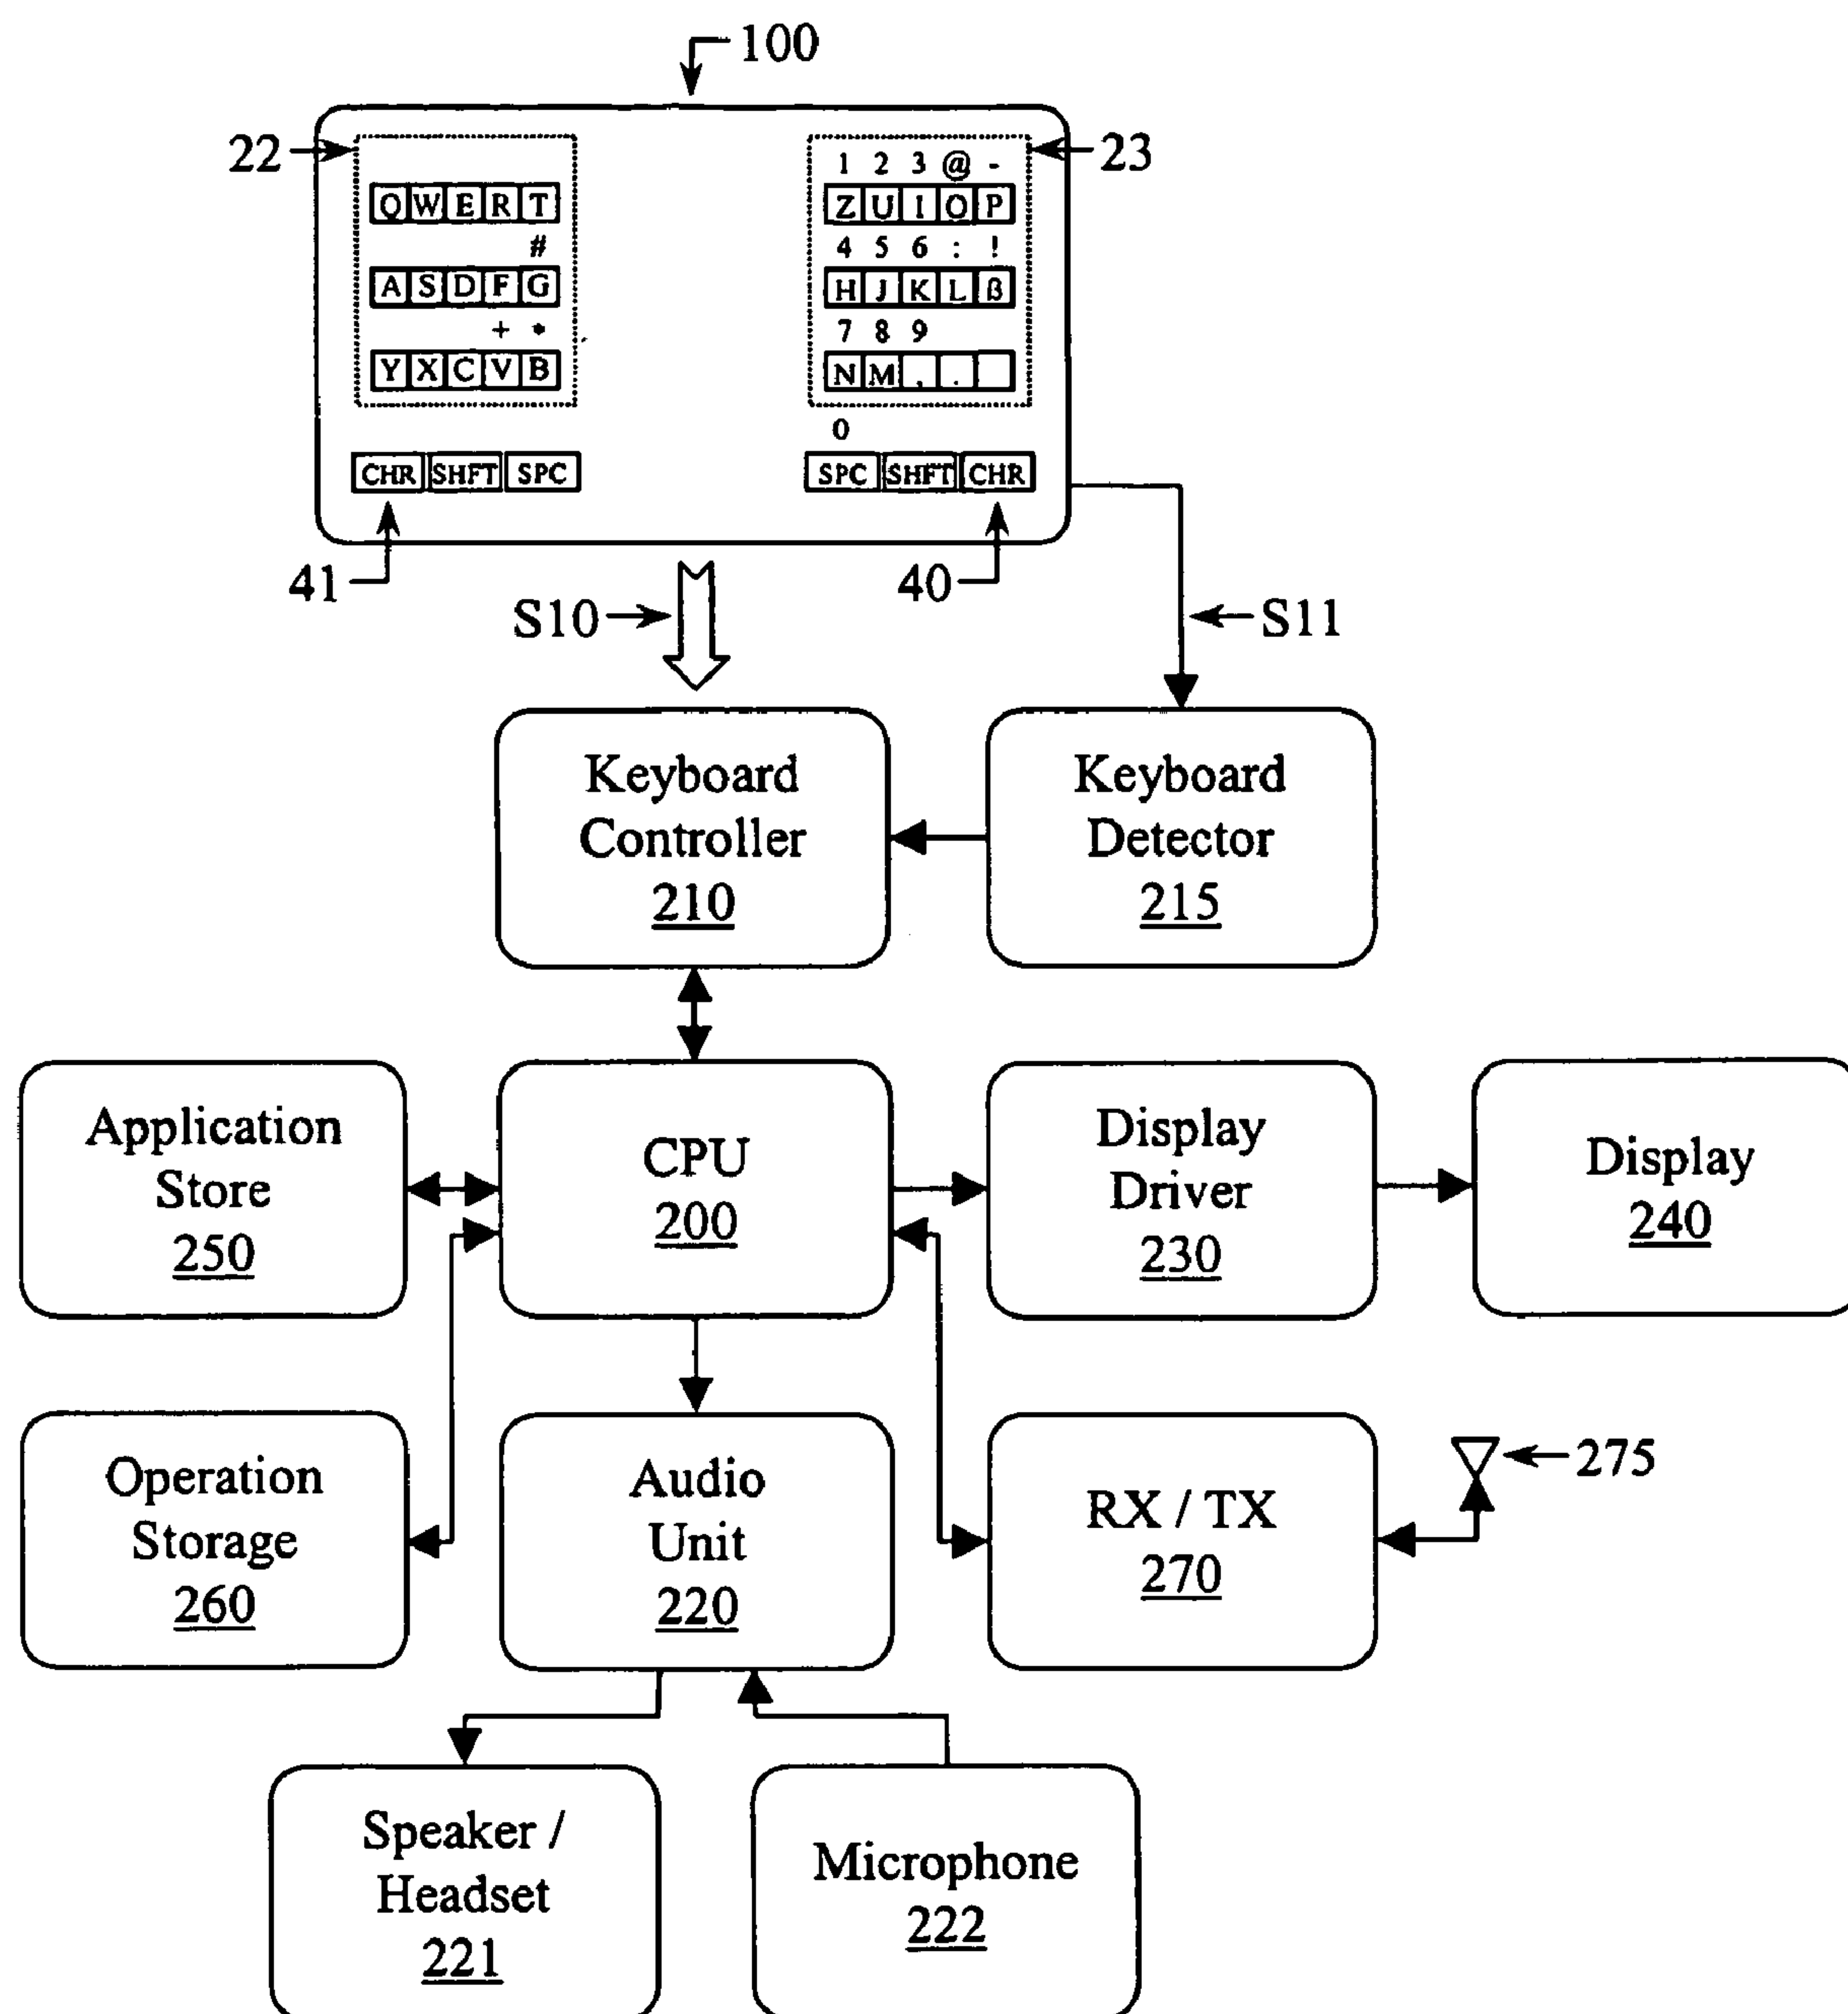 100
22
23
1 2 3 @ -
Q W E R T
Z U I O P
#
4 5 6 : !
A S D F G
H J K L ß
+ *
7 8 9
Y X C V B
N M , .
0
CHR SHFT SPC
SPC SHFT CHR
41
40
S10
S11
Keyboard
Controller
210
Keyboard
Detector
215
Application
Store
250
CPU
200
Display
Driver
230
Display
240
Operation
Storage
260
Audio
Unit
220
RX / TX
270
275
Speaker /
Headset
221
Microphone
222